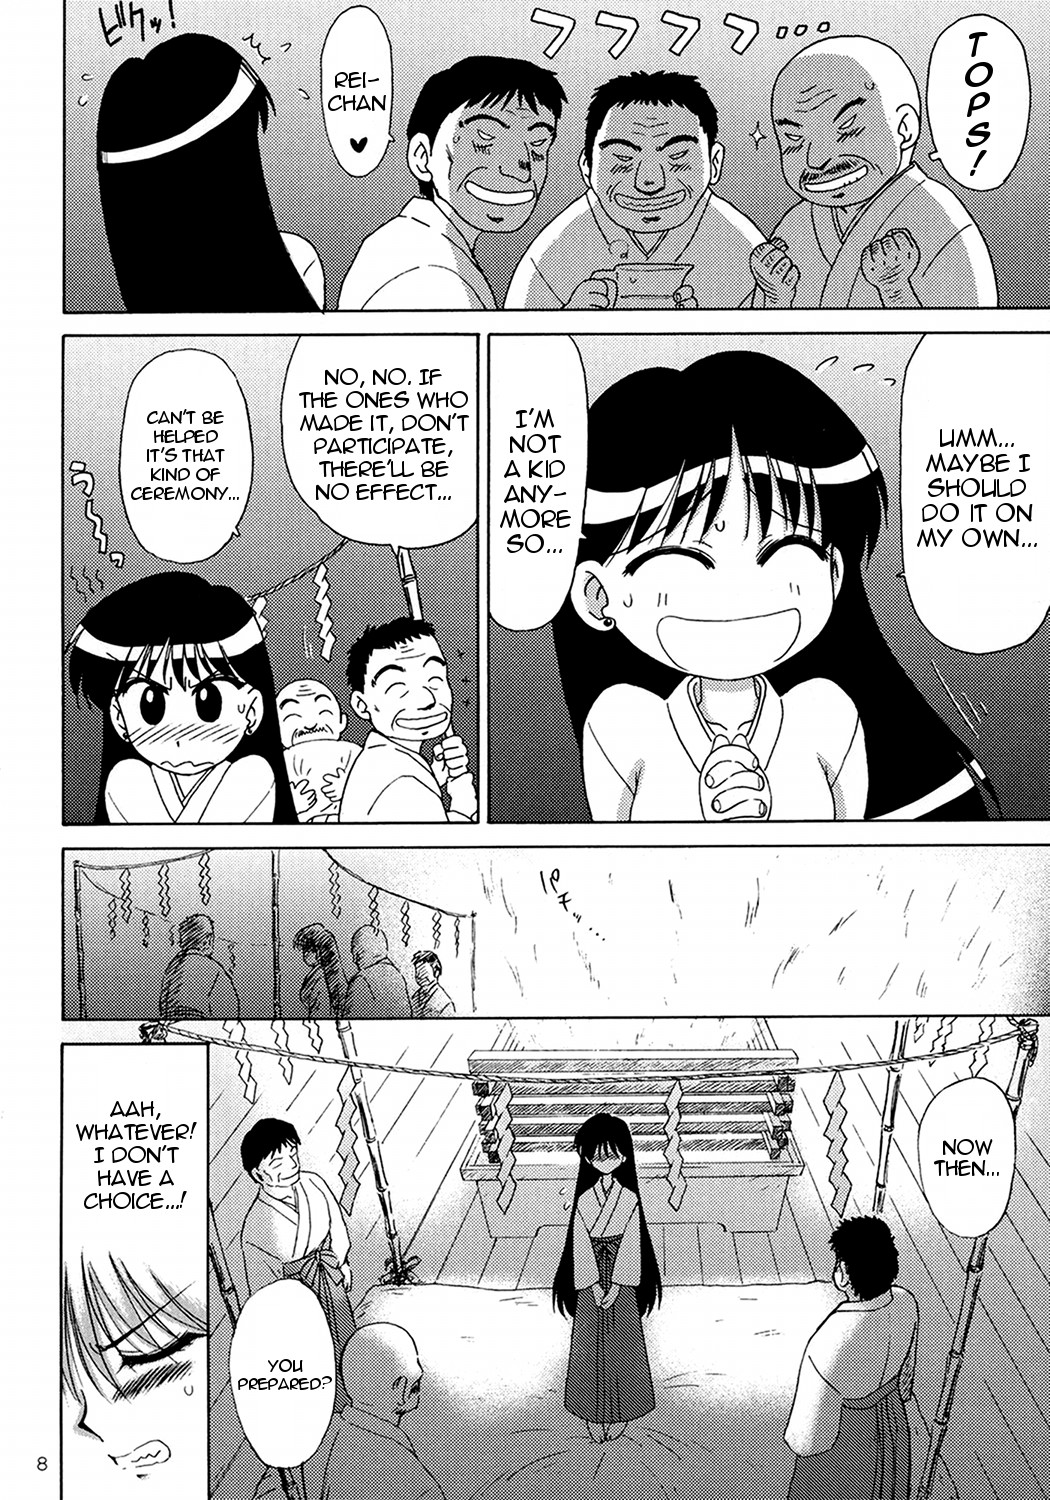 TOPS!
フフフフ...
REI-
CHAN
♥
ビクッ!
UMM...
MAYBE I
SHOULD
DO IT ON
MY OWN...
I'M
NOT
A KID
ANY-
MORE
SO...
NO, NO. IF
THE ONES WHO
MADE IT, DON'T
PARTICIPATE,
THERE'LL BE
NO EFFECT...
CAN'T BE
HELPED
IT'S THAT
KIND OF
CEREMONY...
う~っ
パチ...
NOW
THEN...
YOU
PREPARED?
AAH,
WHATEVER!
I DON'T
HAVE A
CHOICE...!
8